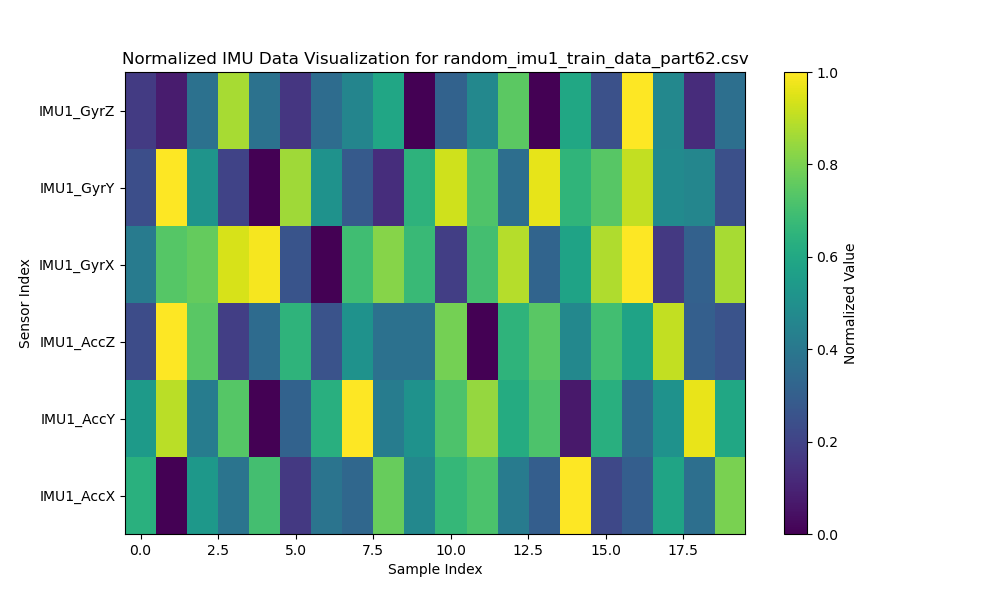 Normalized IMU Data Visualization for random_imu1_train_data_part62.csv
IMU1_GyrZ
IMU1_GyrY
IMU1_GyrX
IMU1_AccZ
IMU1_AccY
IMU1_AccX
Sensor Index
0.0 2.5 5.0 7.5 10.0 12.5 15.0 17.5
Sample Index
1.0
0.8
0.6
0.4
0.2
0.0
Normalized Value